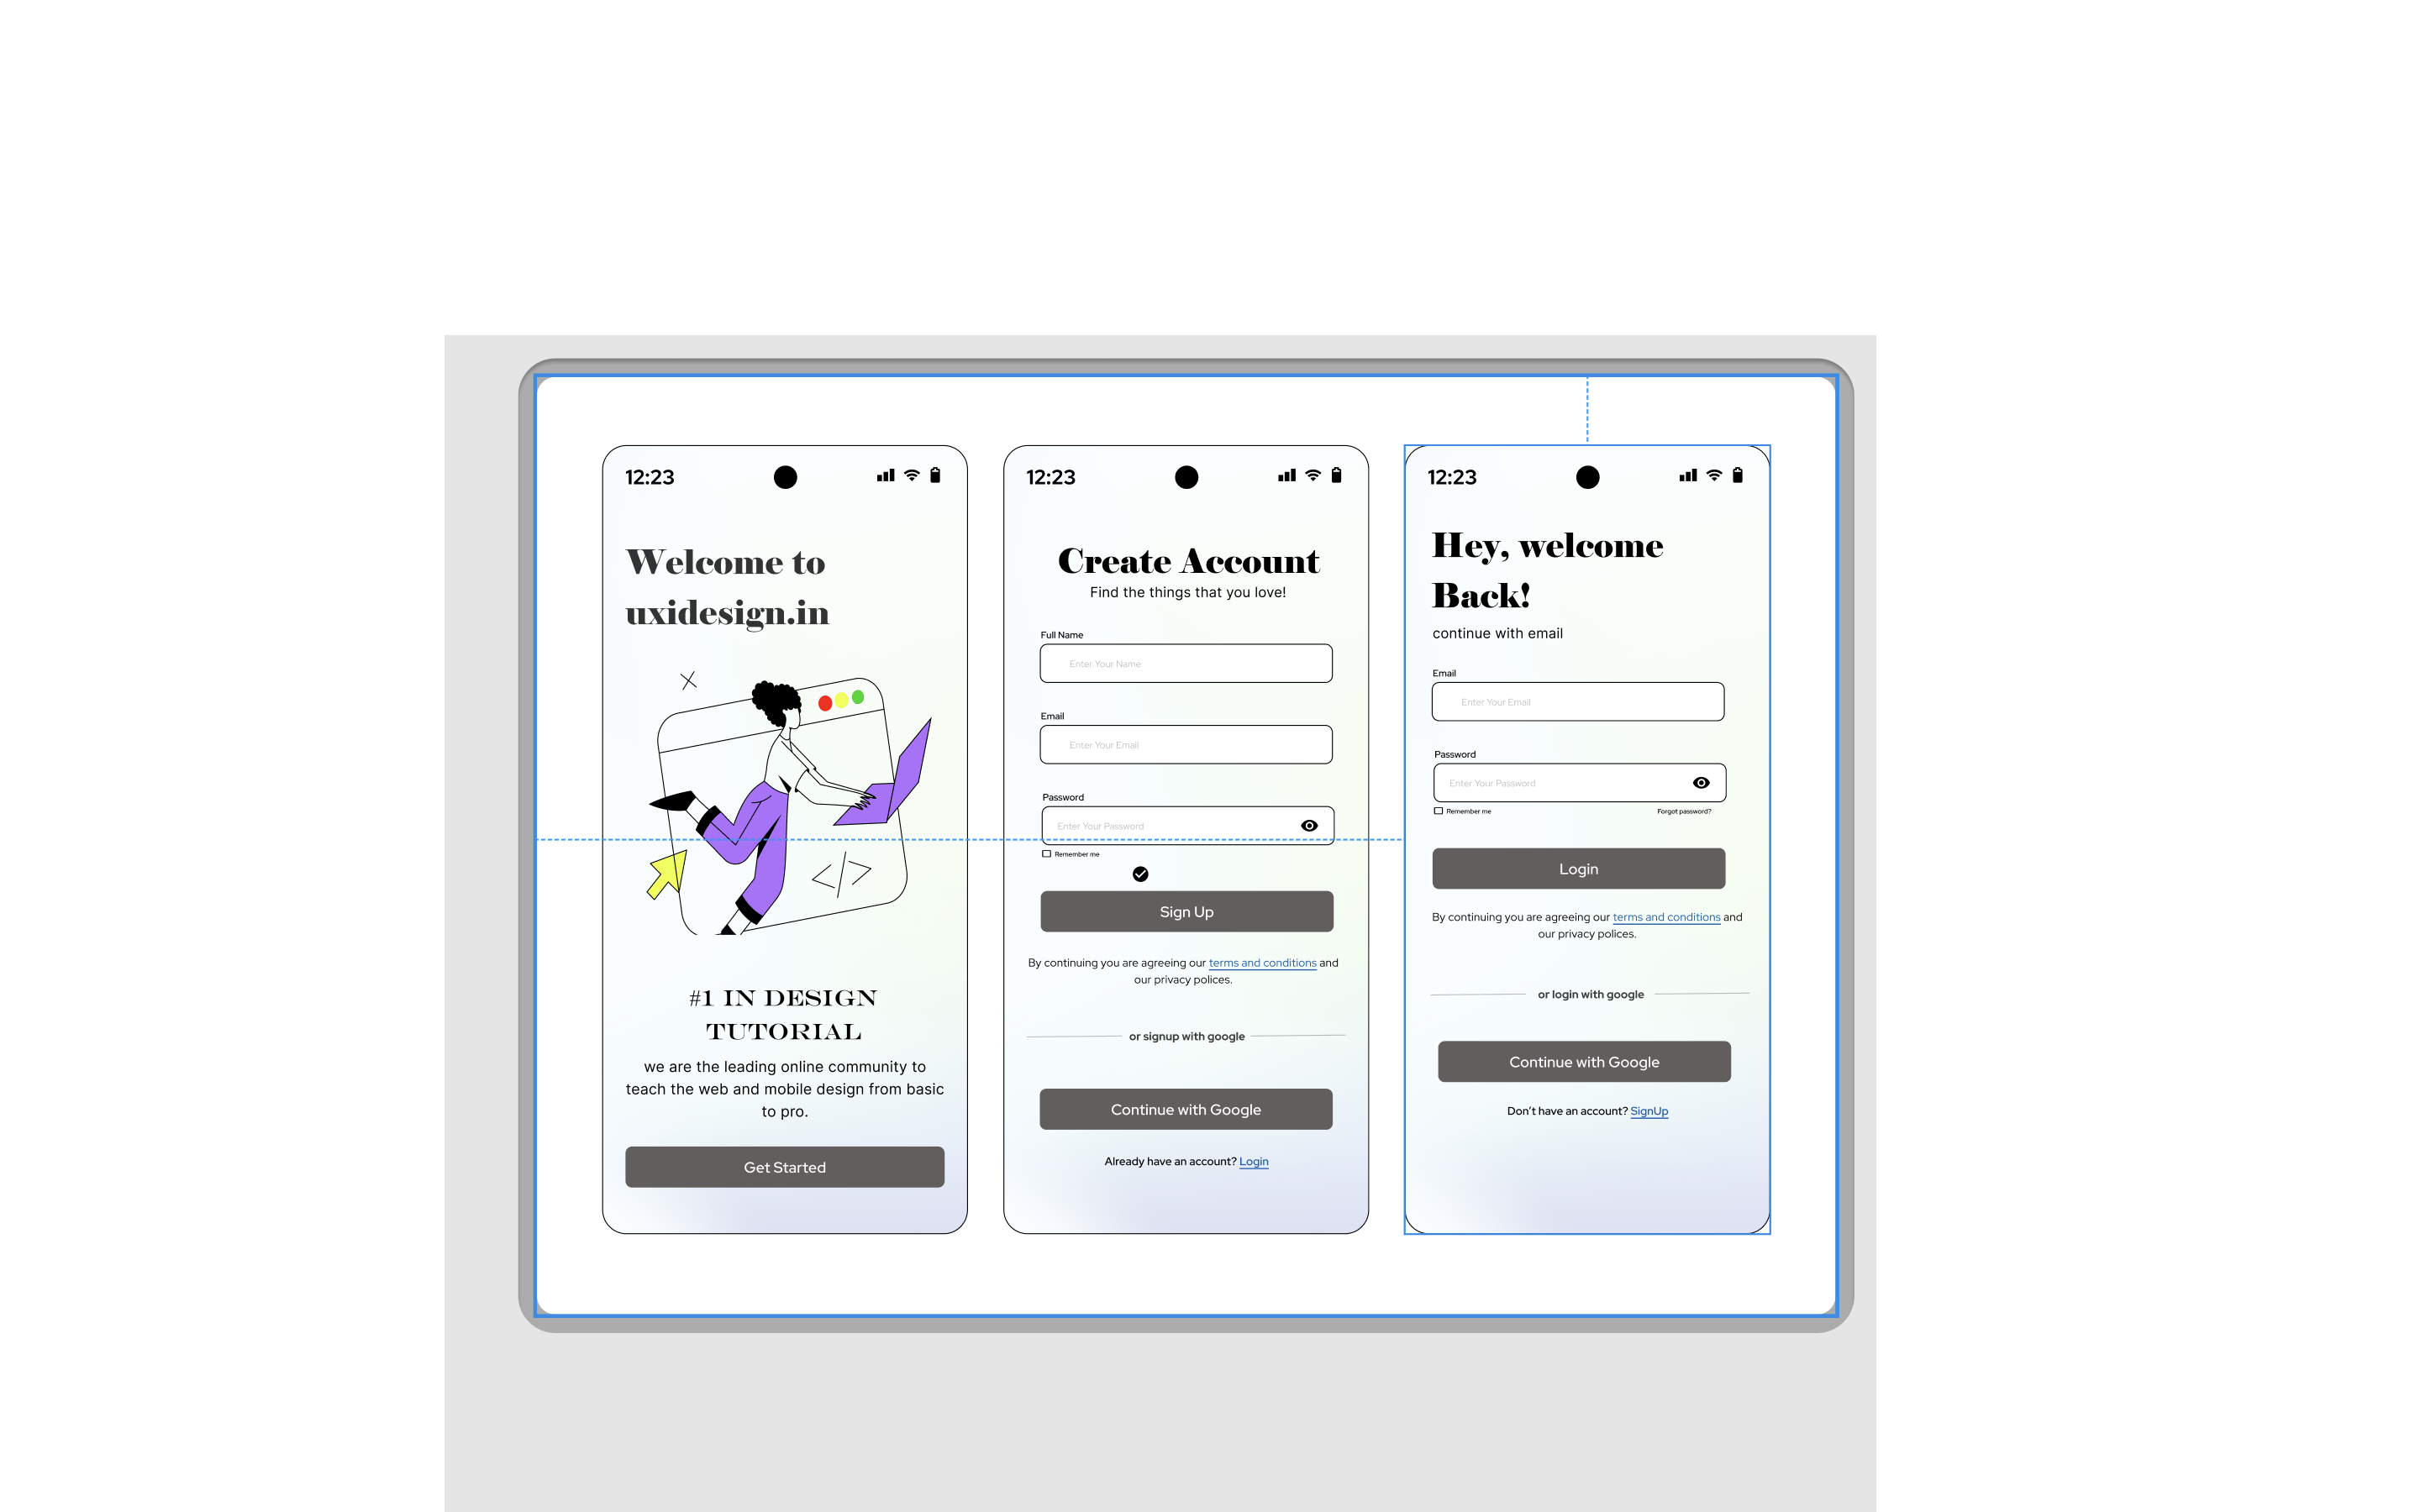 12:23
Welcome to
uxidesign.in
</>
#1 IN DESIGN
TUTORIAL
we are the leading online community to
teach the web and mobile design from basic
to pro.
Get Started
12:23
Create Account
Find the things that you love!
Full Name
Enter Your Name
Email
Enter Your Email
Password
Enter Your Password
Remember me
Sign Up
By continuing you are agreeing our terms and conditions and
our privacy polices.
or signup with google
Continue with Google
Already have an account? Login
12:23
Hey, welcome
Back!
continue with email
Email
Enter Your Email
Password
Enter Your Password
Remember me Forgot password?
Login
By continuing you are agreeing our terms and conditions and
our privacy polices.
or login with google
Continue with Google
Don't have an account? SignUp